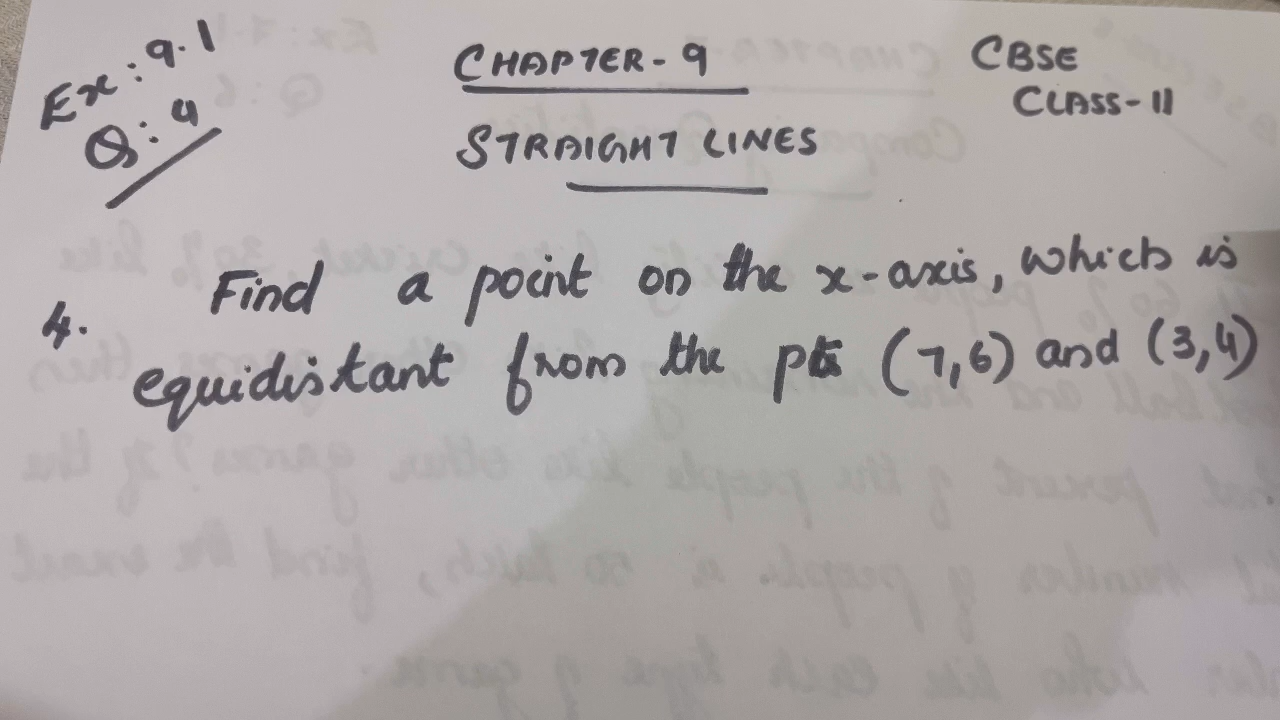 Ex: 9.1
Q: 4
CHAPTER-9
STRAIGHT LINES
CBSE
CLASS-11
4. Find a point on the x-axis, which is
equidistant from the pts (7,6) and (3,4)